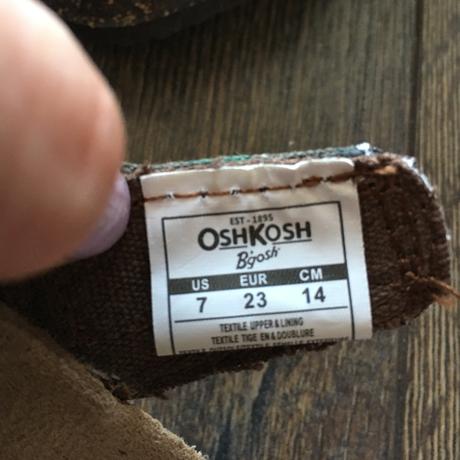 EST - 1895
OSHKOSH
B'gosh
US EUR CM
7 23 14
TEXTILE UPPER & LINING
TEXTILE TIGE EN & DOUBLURE